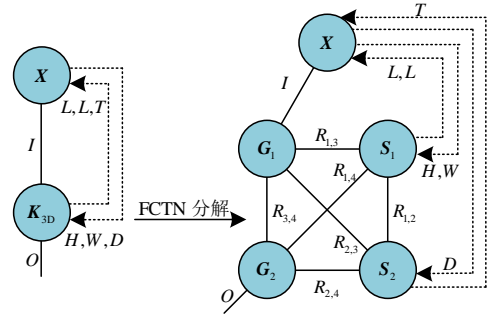 X
L,L,T
I
K3D
H,W,D
O
FCTN 分解
T
X
L,L
I
G1
R1,3
S1
H,W
R1,4
R3,4
R1,2
R2,3
D
G2
S2
R2,4
O